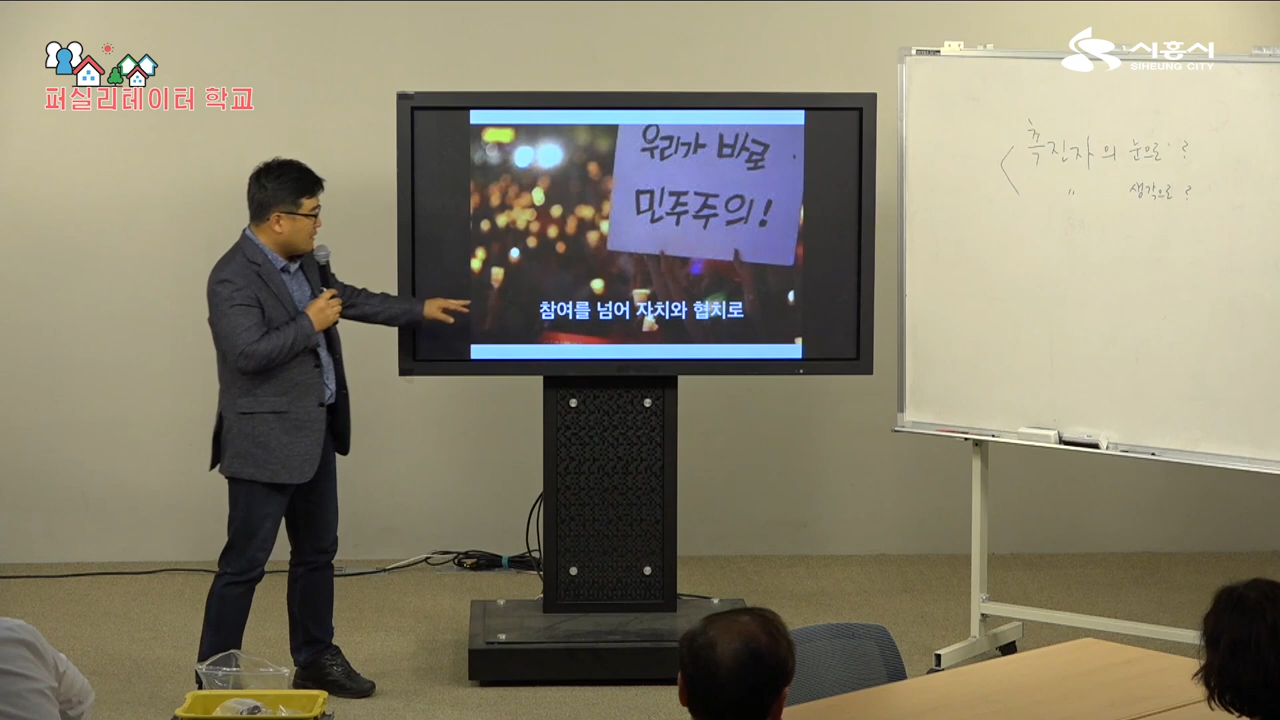 퍼실리테이터 학교
시흥시
SIHEUNG CITY
우리가 바로
민주주의!
참여를 넘어 자치와 협치로
추진자의 눈으로?
〃 생각으로?